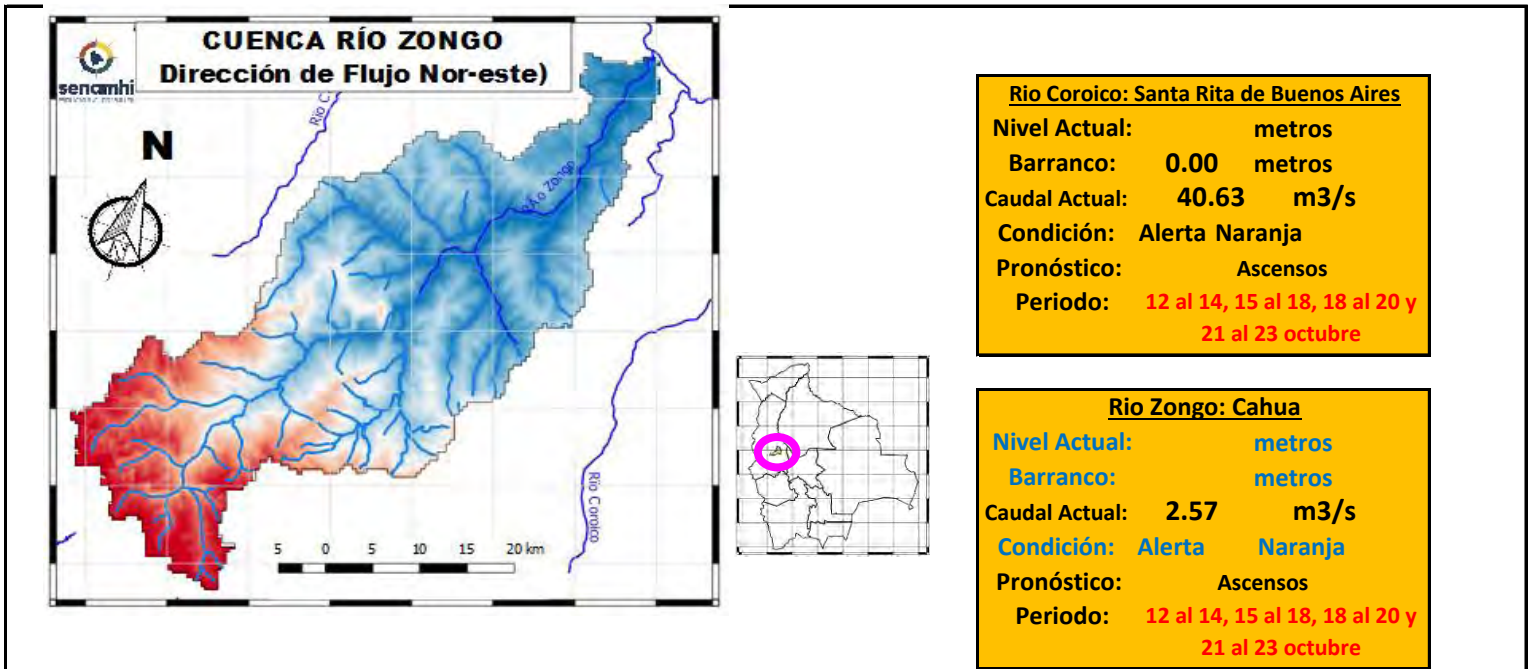 CUENCA RÍO ZONGO
Dirección de Flujo Nor-este)
sencamhi
Río C
N
Río Coroico
5 0 5 10 15 20 km
Rio Coroico: Santa Rita de Buenos Aires
Nivel Actual: metros
Barranco: 0.00 metros
Caudal Actual: 40.63 m3/s
Condición: Alerta Naranja
Pronóstico: Ascensos
Periodo: 12 al 14, 15 al 18, 18 al 20 y
21 al 23 octubre
Rio Zongo: Cahua
Nivel Actual: metros
Barranco: metros
Caudal Actual: 2.57 m3/s
Condición: Alerta Naranja
Pronóstico: Ascensos
Periodo: 12 al 14, 15 al 18, 18 al 20 y
21 al 23 octubre